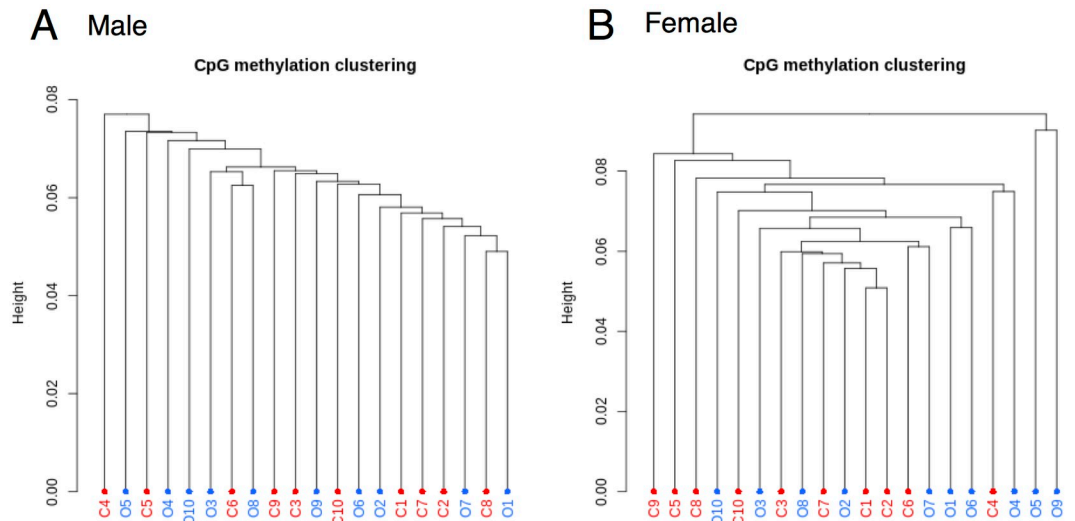 A Male
CpG methylation clustering
Height
0.00
0.02
0.04
0.06
0.08
C4 O5 C5 O4 O10 O3 C6 O8 C9 C3 O9 C10 O6 O2 C1 C7 C2 O7 C8 O1
B Female
CpG methylation clustering
Height
0.00
0.02
0.04
0.06
0.08
C9 C5 C8 O10 C10 O3 C3 O8 C7 O2 C1 C2 C6 O7 O1 O6 C4 O4 O5 O9